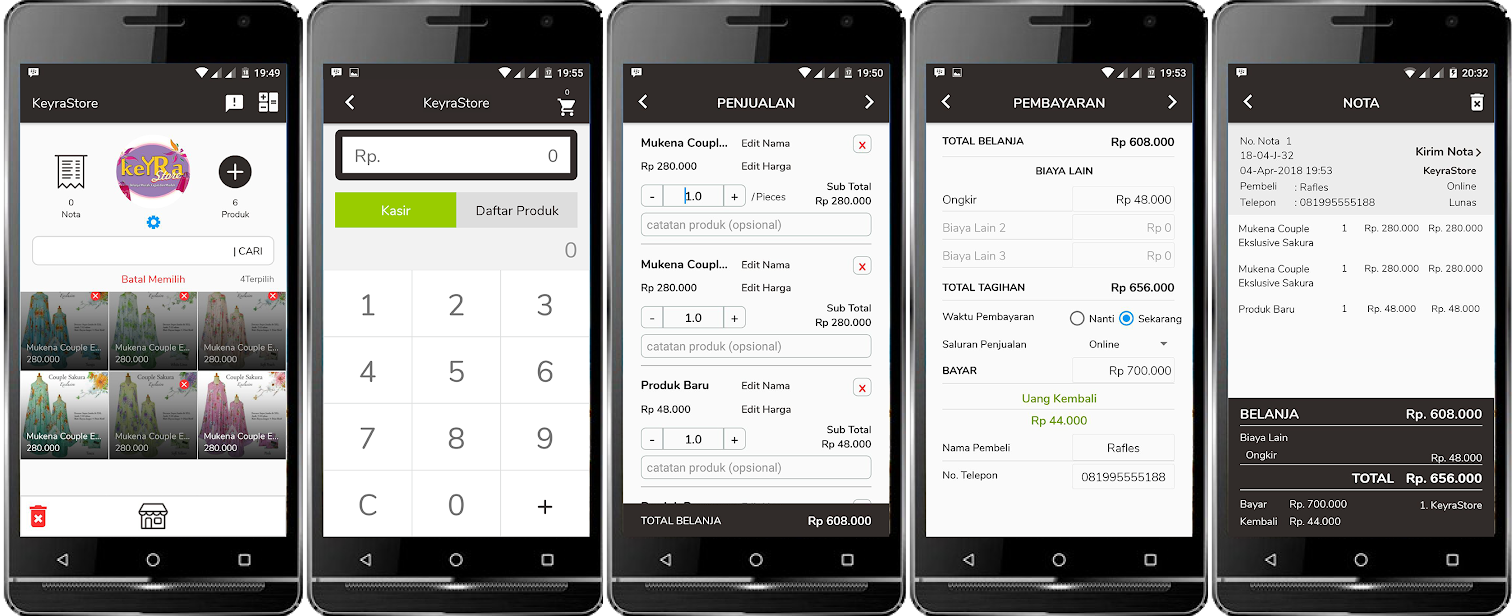 19:49
KeyraStore
keYRa
Store
0
Nota
6
Produk
| CARI
Batal Memilih
4Terpilih
Mukena Couple E...
280.000
Mukena Couple E...
280.000
Mukena Couple E...
280.000
Couple Sakura
Couple Sakura
Couple Sakura
Mukena Couple E...
280.000
Mukena Couple E...
280.000
Mukena Couple E...
280.000
19:55
KeyraStore
0
Rp. 0
Kasir
Daftar Produk
0
1 2 3
4 5 6
7 8 9
C 0 +
19:50
PENJUALAN
Mukena Coupl... Edit Nama x
Rp 280.000 Edit Harga
Sub Total
- 1.0 + /Pieces Rp 280.000
catatan produk (opsional)
Mukena Coupl... Edit Nama x
Rp 280.000 Edit Harga
Sub Total
- 1.0 + Rp 280.000
catatan produk (opsional)
Produk Baru Edit Nama x
Rp 48.000 Edit Harga
Sub Total
- 1.0 + Rp 48.000
catatan produk (opsional)
TOTAL BELANJA Rp 608.000
19:53
PEMBAYARAN
TOTAL BELANJA Rp 608.000
BIAYA LAIN
Ongkir Rp 48.000
Biaya Lain 2 Rp 0
Biaya Lain 3 Rp 0
TOTAL TAGIHAN Rp 656.000
Waktu Pembayaran Nanti Sekarang
Saluran Penjualan Online
BAYAR Rp 700.000
Uang Kembali
Rp 44.000
Nama Pembeli Rafles
No. Telepon 081995555188
20:32
NOTA
No. Nota 1
18-04-J-32 Kirim Nota >
04-Apr-2018 19:53 KeyraStore
Pembeli : Rafles Online
Telepon : 081995555188 Lunas
Mukena Couple 1 Rp. 280.000 Rp. 280.000
Ekslusive Sakura
Mukena Couple 1 Rp. 280.000 Rp. 280.000
Ekslusive Sakura
Produk Baru 1 Rp. 48.000 Rp. 48.000
BELANJA Rp. 608.000
Biaya Lain
Ongkir Rp. 48.000
TOTAL Rp. 656.000
Bayar Rp. 700.000 1. KeyraStore
Kembali Rp. 44.000